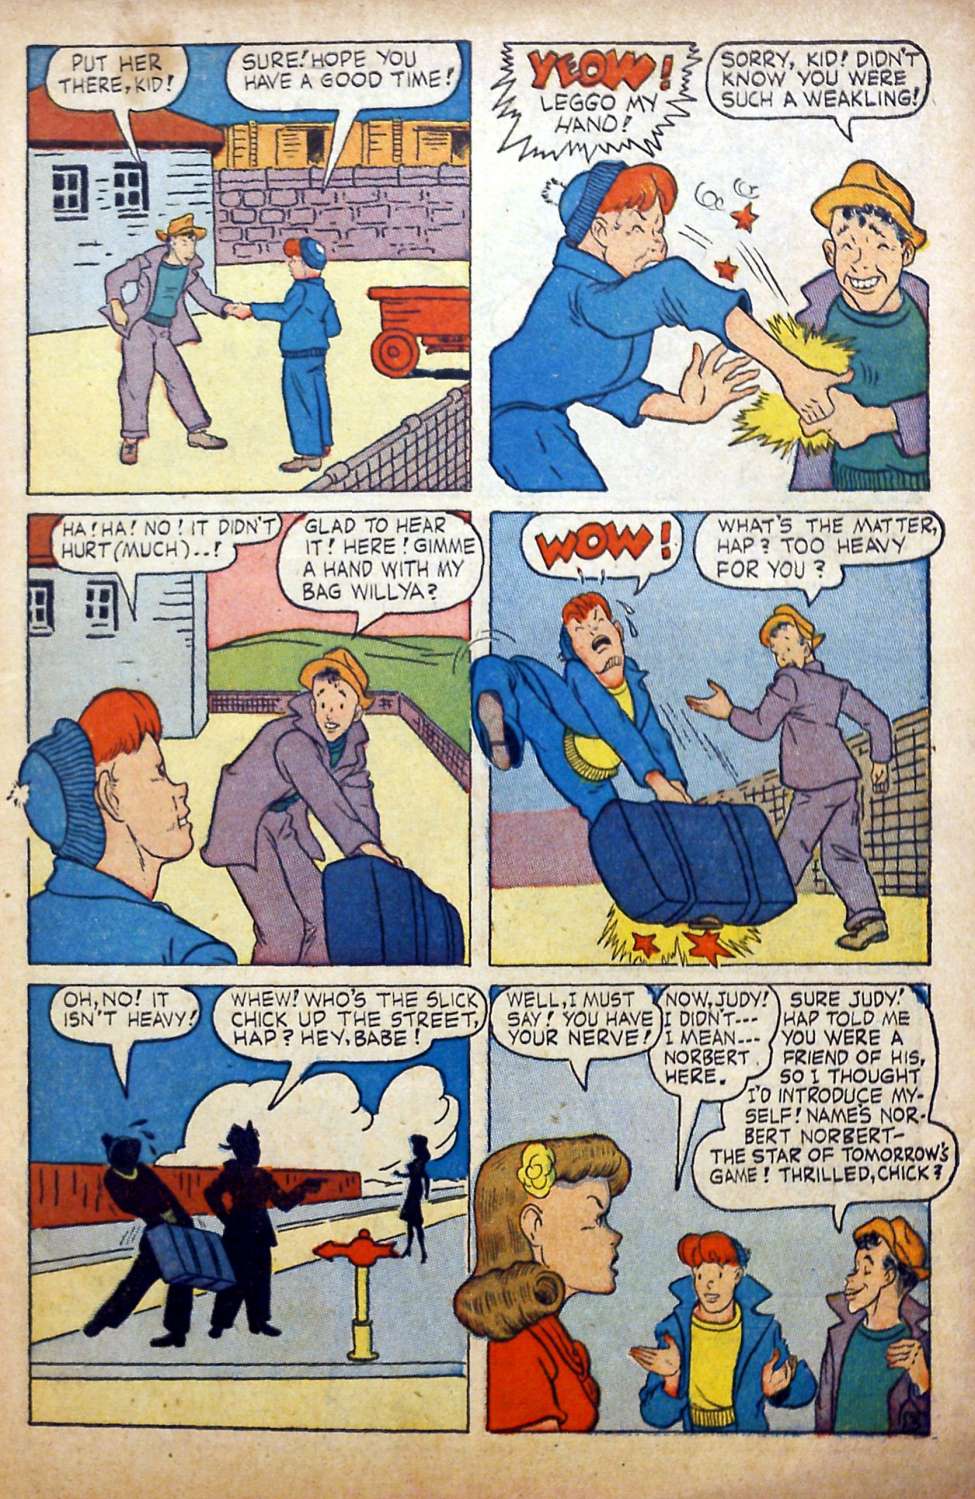 PUT HER
THERE, KID!
SURE! HOPE YOU
HAVE A GOOD TIME!
YEOW!
LEGGO MY
HAND!
SORRY, KID! DIDN'T
KNOW YOU WERE
SUCH A WEAKLING!
HA! HA! NO! IT DIDN'T
HURT (MUCH)--!
GLAD TO HEAR
IT! HERE! GIMME
A HAND WITH MY
BAG WILLYA?
WOW!
WHAT'S THE MATTER,
HAP? TOO HEAVY
FOR YOU?
OH, NO! IT
ISN'T HEAVY!
WHEW! WHO'S THE SLICK
CHICK UP THE STREET,
HAP? HEY, BABE!
WELL, I MUST
SAY! YOU HAVE
YOUR NERVE!
NOW, JUDY!
I DIDN'T---
I MEAN---
NORBERT
HERE.
SURE JUDY!
HAP TOLD ME
YOU WERE A
FRIEND OF HIS,
SO I THOUGHT
I'D INTRODUCE MY-
SELF! NAME'S NOR-
BERT NORBERT-
THE STAR OF TOMORROW'S
GAME! THRILLED, CHICK?